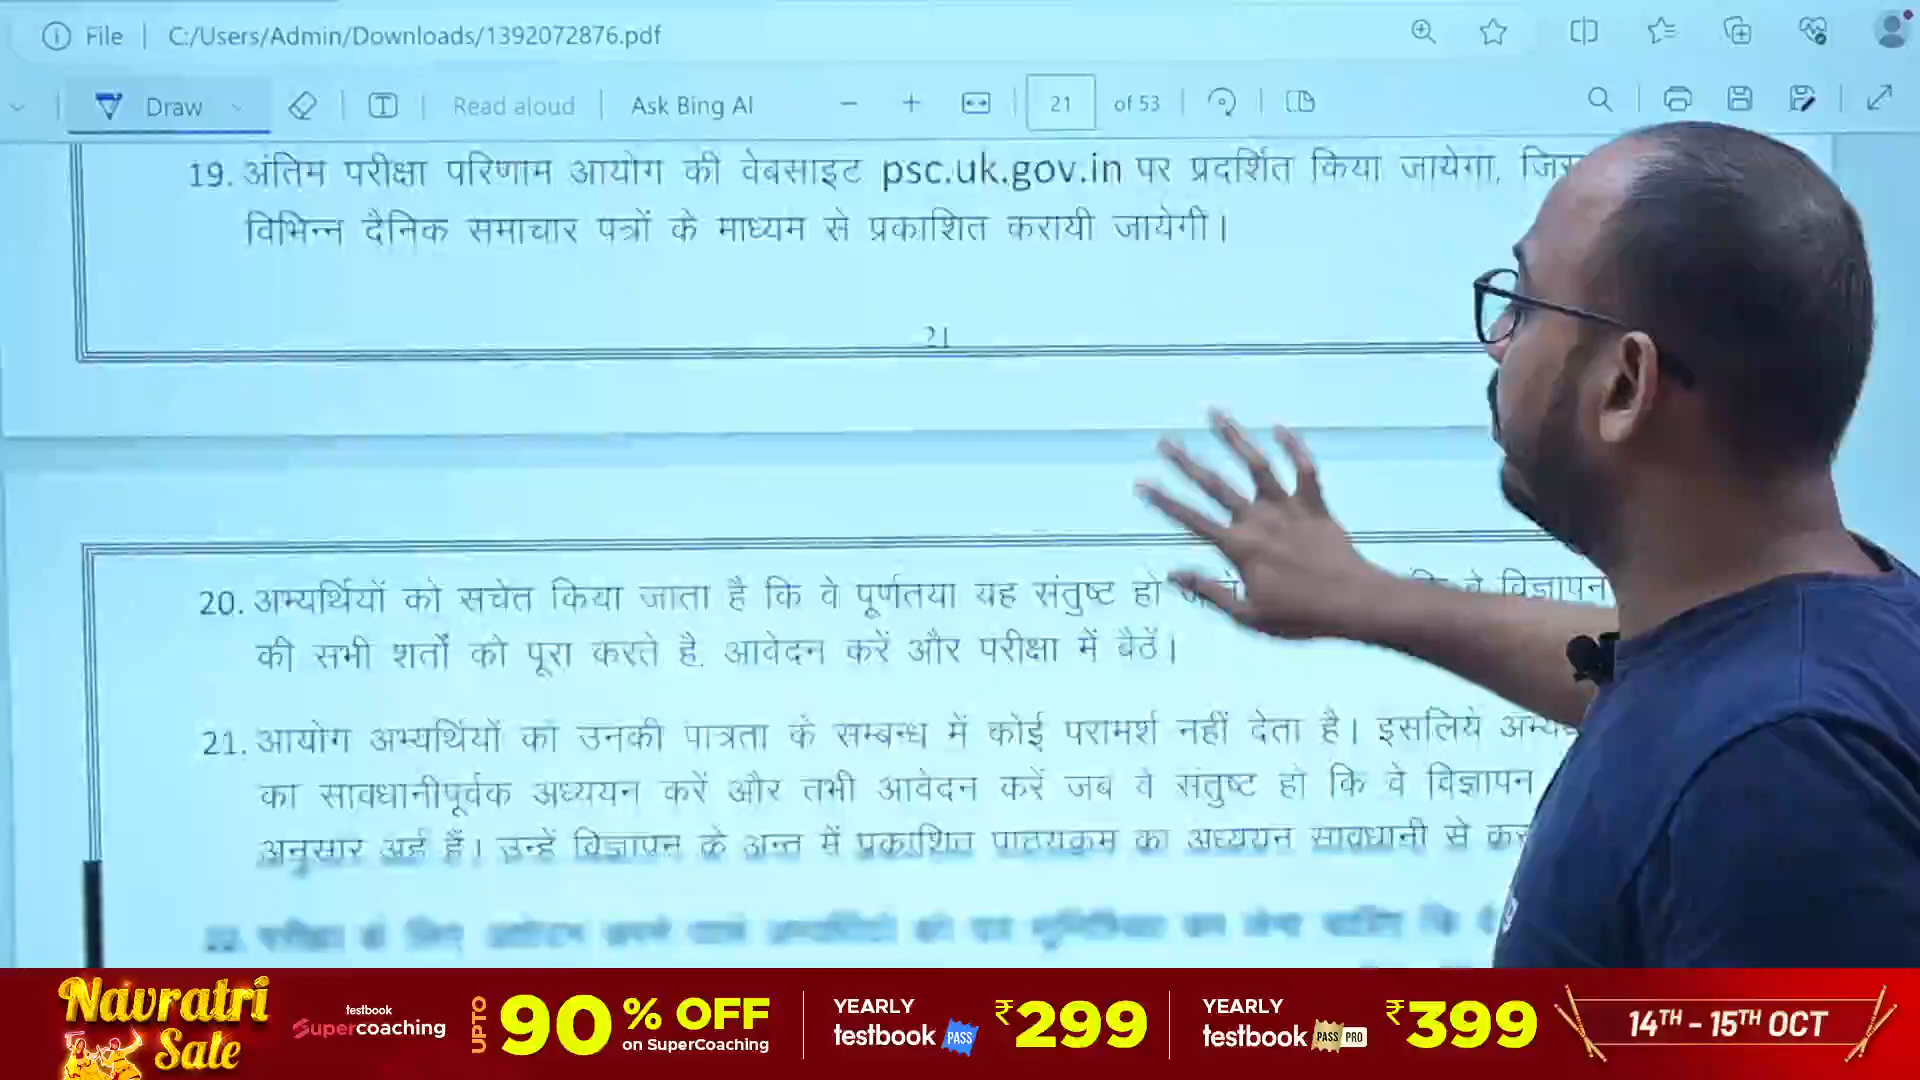 File
C:/Users/Admin/Downloads/1392072876.pdf
Draw
T
Read aloud
Ask Bing AI
21
of 53
19. अंतिम परीक्षा परिणाम आयोग की वेबसाइट psc.uk.gov.in पर प्रदर्शित किया जायेगा,
विभिन्न दैनिक समाचार पत्रों के माध्यम से प्रकाशित करायी जायेगी।
21
20. अभ्यर्थियों को सचेत किया जाता है कि वे पूर्णतया यह संतुष्ट हो वे विज्ञापन
की सभी शर्तों को पूरा करते है, आवेदन करें और परीक्षा में बैठें।
21. आयोग अभ्यर्थियों को उनकी पात्रता के सम्बन्ध में कोई परामर्श नहीं देता है। इसलिये
का सावधानीपूर्वक अध्ययन करें और तभी आवेदन करें जब वे संतुष्ट हो कि वे विज्ञापन
अनुसार अर्ह हैं। उन्हें विज्ञापन के अन्त में प्रकाशित पाठ्यक्रम का अध्ययन सावधानी से
Navratri
Sale
testbook
Supercoaching
UPTO
90% OFF
on SuperCoaching
YEARLY
testbook PASS
₹299
YEARLY
testbook PASS PRO
₹399
14TH - 15TH OCT